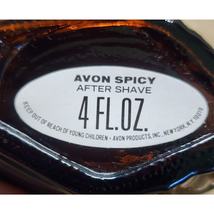 AVON SPICY
AFTER SHAVE
4 FL.OZ.
KEEP OUT OF REACH OF YOUNG CHILDREN • AVON PRODUCTS, INC., NEW YORK, N.Y. 10019